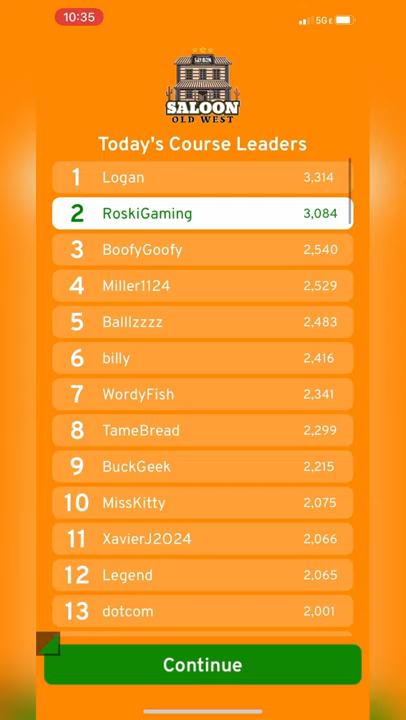 10:35
5GE
SALOON
SALOON
OLD WEST
Today's Course Leaders
1 Logan 3,314
2 RoskiGaming 3,084
3 BoofyGoofy 2,540
4 Miller1124 2,529
5 Balllzzzz 2,483
6 billy 2,416
7 WordyFish 2,341
8 TameBread 2,299
9 BuckGeek 2,215
10 MissKitty 2,075
11 XavierJ2024 2,066
12 Legend 2,065
13 dotcom 2,001
Continue